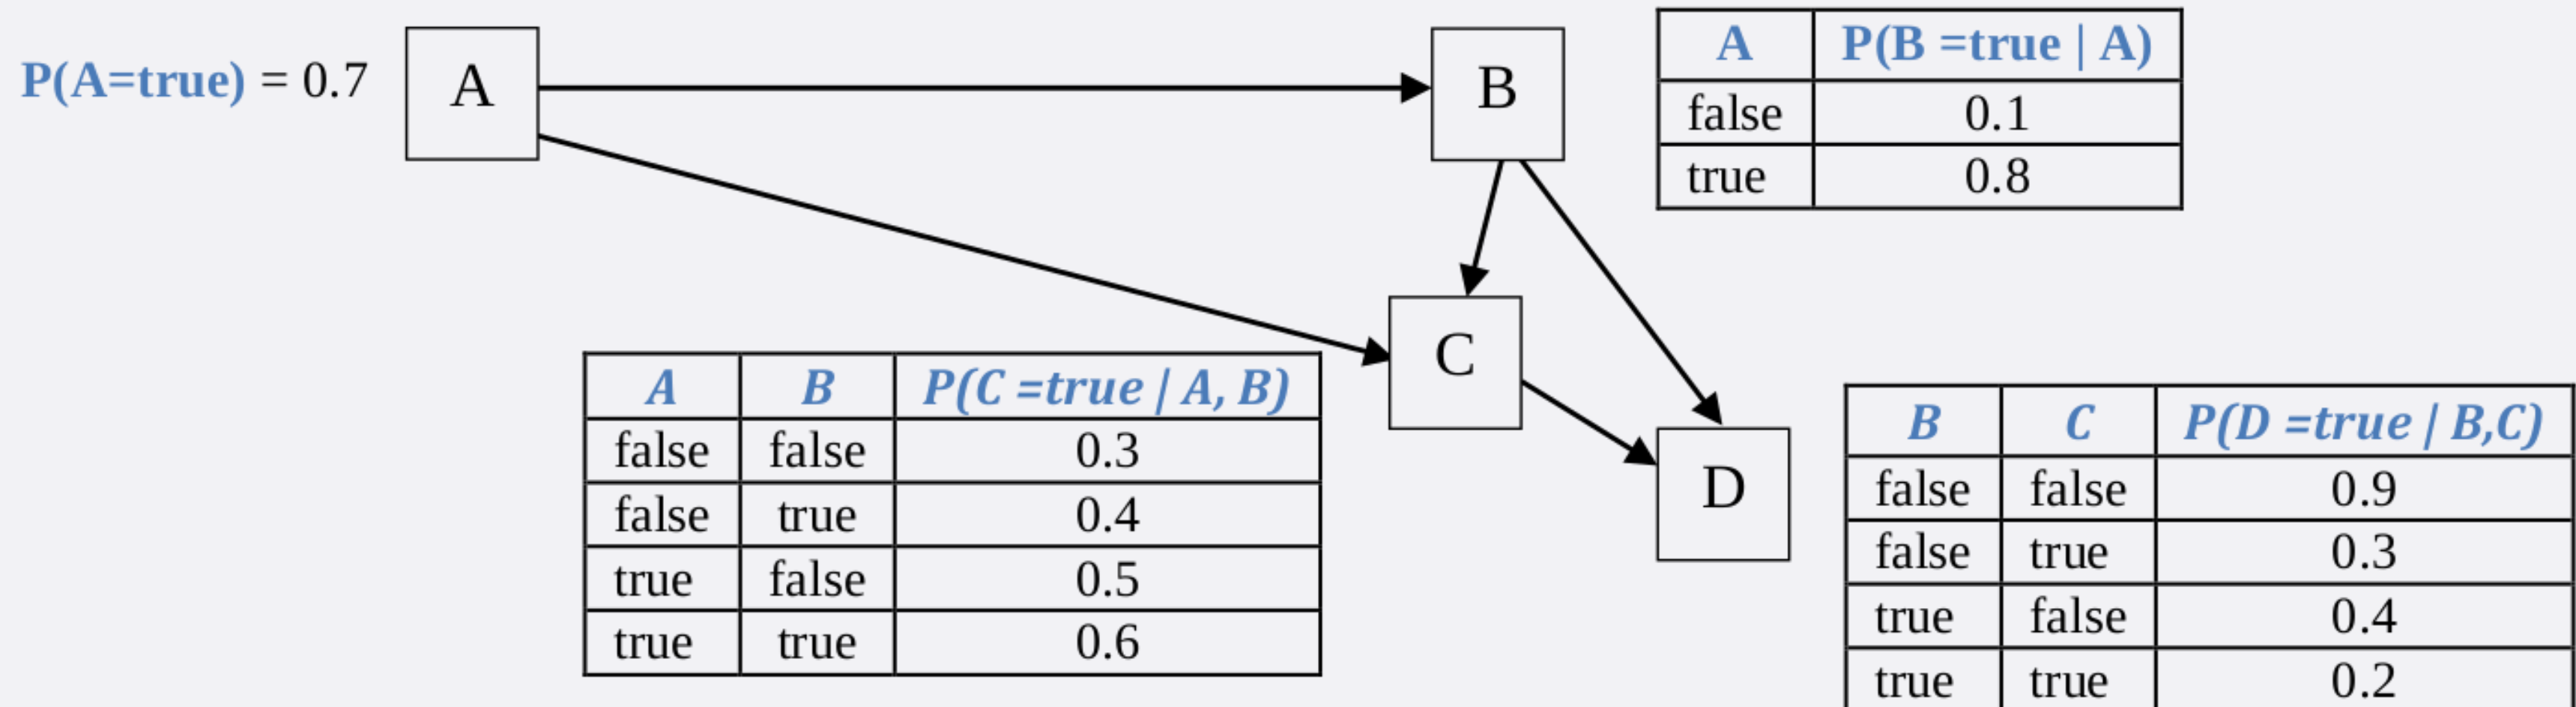 P(A=true) = 0.7
A
B
A P(B =true | A)
false 0.1
true 0.8
C
A B P(C =true | A, B)
false false 0.3
false true 0.4
true false 0.5
true true 0.6
D
B C P(D =true | B,C)
false false 0.9
false true 0.3
true false 0.4
true true 0.2